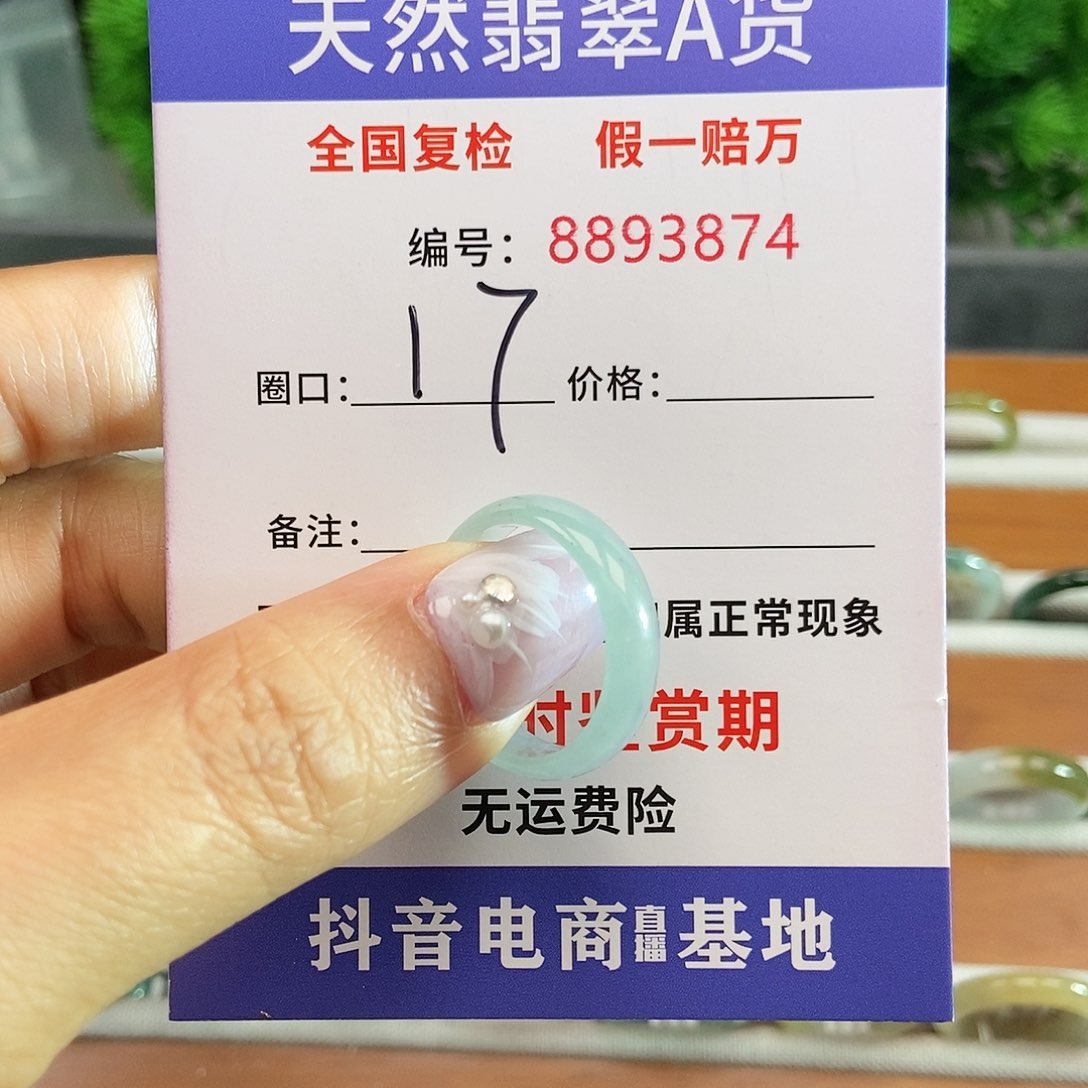 天然翡翠A货
全国复检 假一赔万
编号：8893874
圈口：17 价格：
备注：
属正常现象
赏期
无运费险
抖音电商直播基地